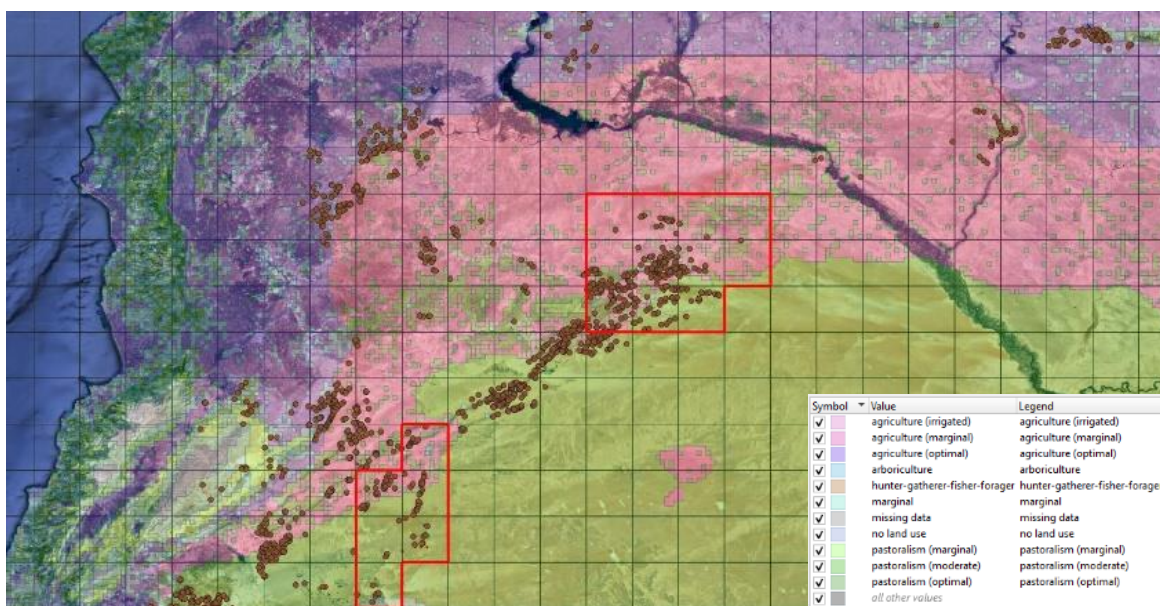 Symbol Value Legend
agriculture (irrigated) agriculture (irrigated)
agriculture (marginal) agriculture (marginal)
agriculture (optimal) agriculture (optimal)
arboriculture arboriculture
hunter-gatherer-fisher-forager hunter-gatherer-fisher-forager
marginal marginal
missing data missing data
no land use no land use
pastoralism (marginal) pastoralism (marginal)
pastoralism (moderate) pastoralism (moderate)
pastoralism (optimal) pastoralism (optimal)
all other values